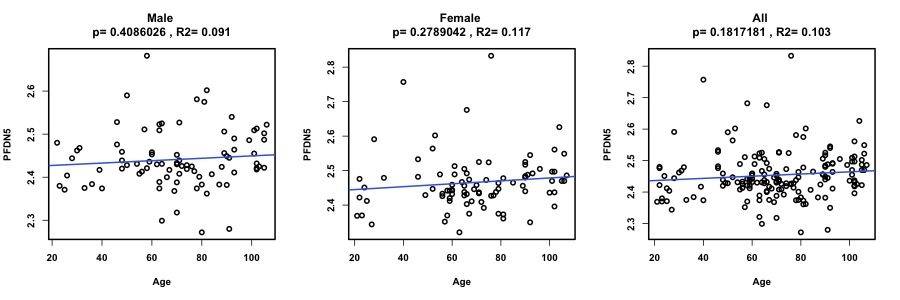 Male
p= 0.4086026 , R2= 0.091
PFDN5
2.3 2.4 2.5 2.6
20 40 60 80 100
Age
Female
p= 0.2789042 , R2= 0.117
PFDN5
2.4 2.5 2.6 2.7 2.8
20 40 60 80 100
Age
All
p= 0.1817181 , R2= 0.103
PFDN5
2.3 2.4 2.5 2.6 2.7 2.8
20 40 60 80 100
Age